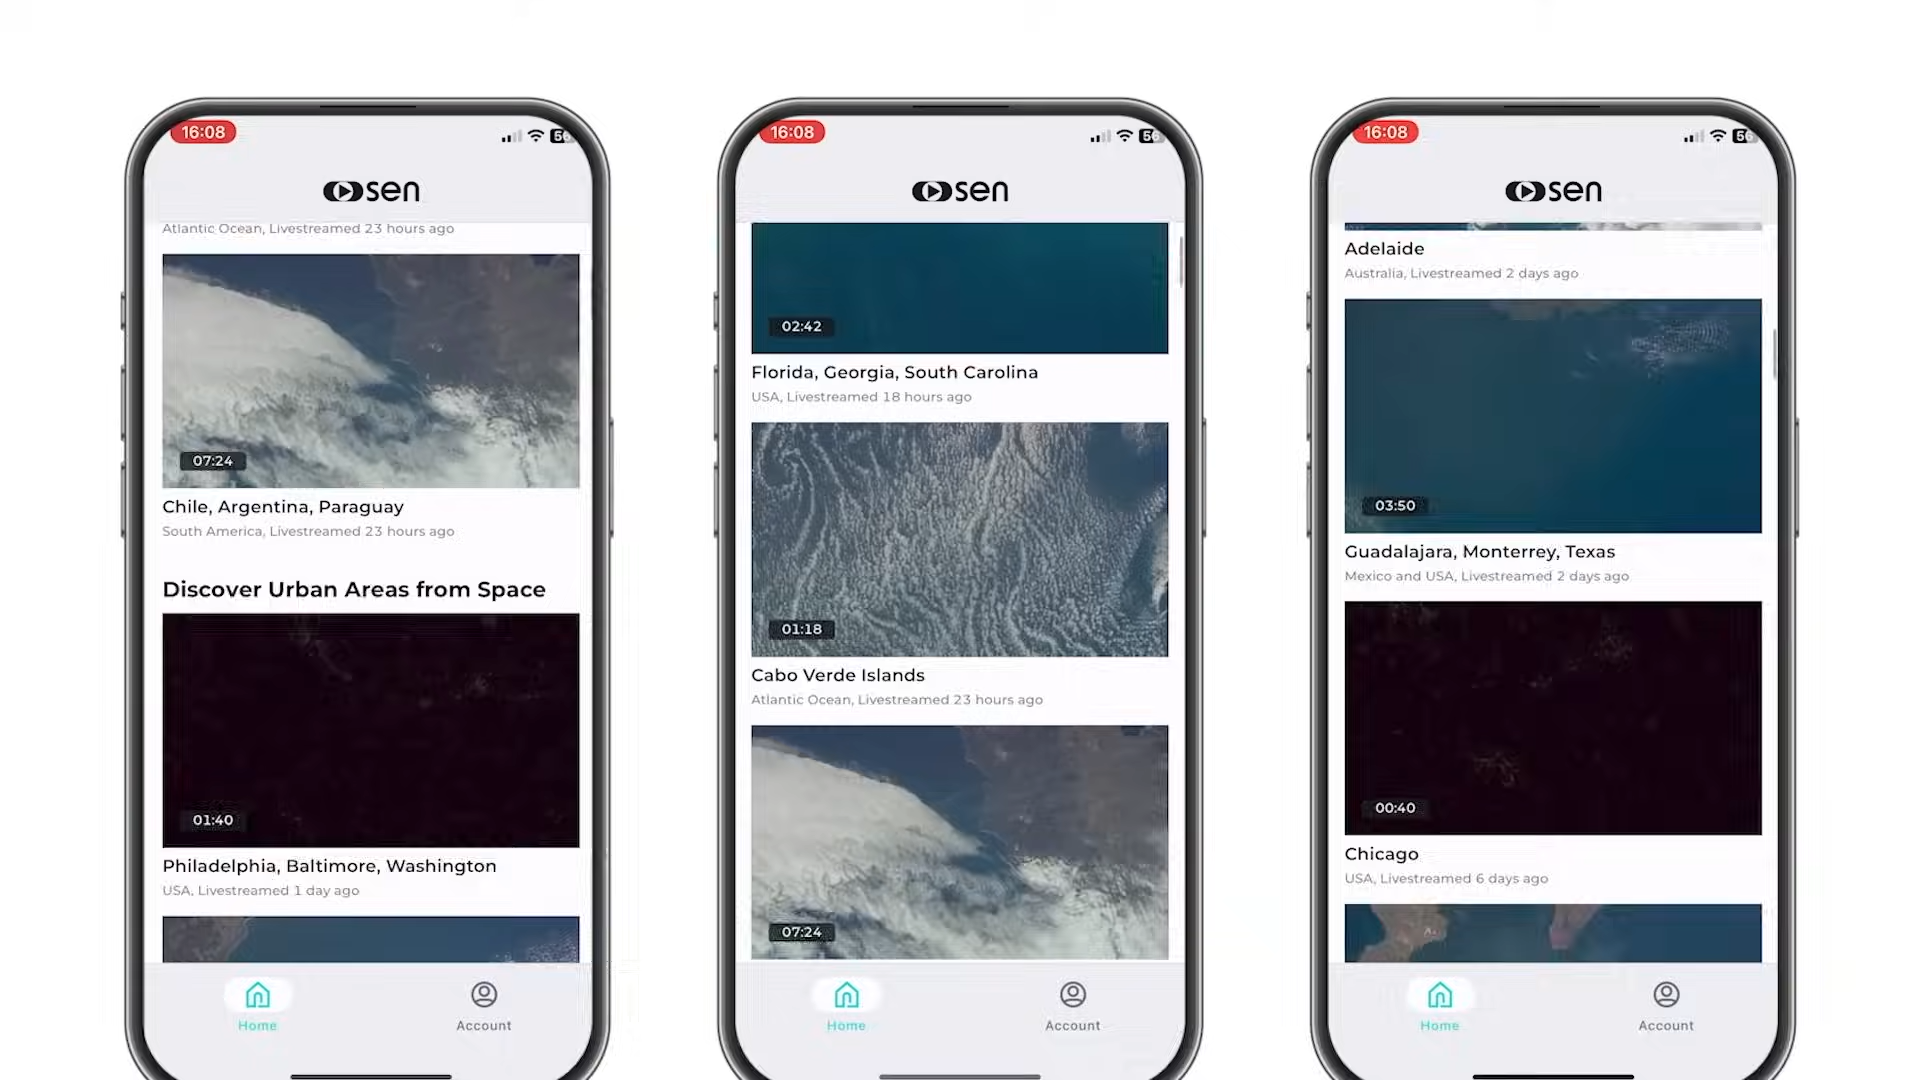 16:08
56
sen
Atlantic Ocean, Livestreamed 23 hours ago
07:24
Chile, Argentina, Paraguay
South America, Livestreamed 23 hours ago
Discover Urban Areas from Space
01:40
Philadelphia, Baltimore, Washington
USA, Livestreamed 1 day ago
Home
Account
16:08
56
sen
02:42
Florida, Georgia, South Carolina
USA, Livestreamed 18 hours ago
01:18
Cabo Verde Islands
Atlantic Ocean, Livestreamed 23 hours ago
07:24
Home
Account
16:08
56
sen
Adelaide
Australia, Livestreamed 2 days ago
03:50
Guadalajara, Monterrey, Texas
Mexico and USA, Livestreamed 2 days ago
00:40
Chicago
USA, Livestreamed 6 days ago
Home
Account